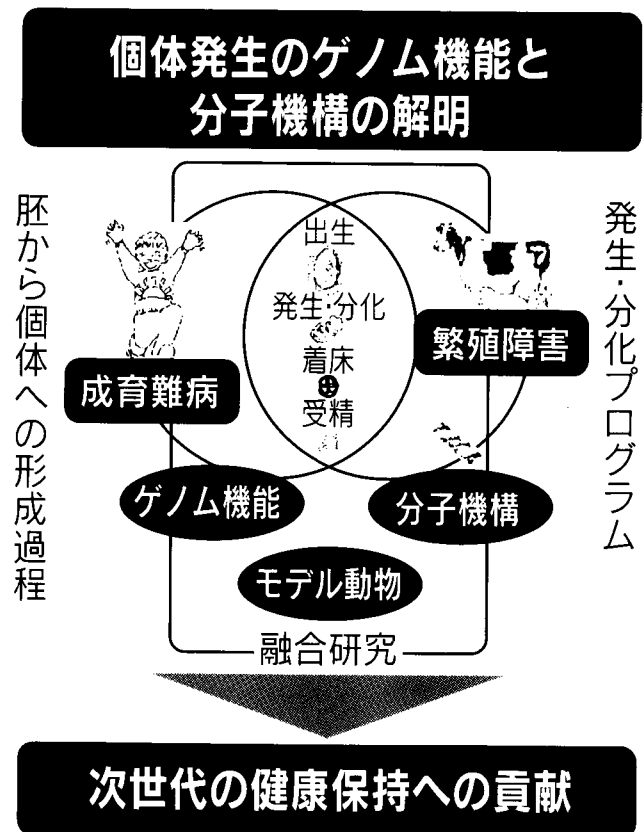 個体発生のゲノム機能と
分子機構の解明
胚から個体への形成過程
発生・分化プログラム
出生
発生・分化
着床
受精
成育難病
繁殖障害
ゲノム機能
分子機構
モデル動物
融合研究
次世代の健康保持への貢献